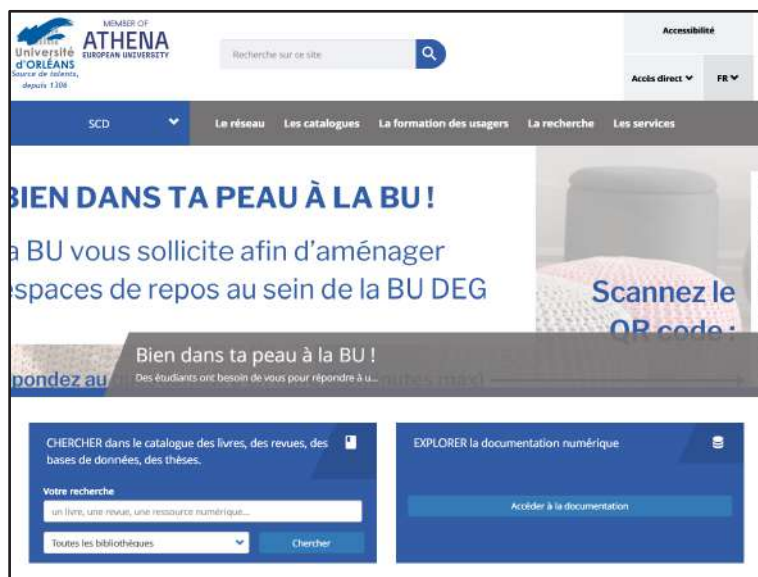 MEMBER OF
ATHENA
EUROPEAN UNIVERSITY
Université
d'ORLÉANS
Source de talents,
depuis 1306
Recherche sur ce site
Accessibilité
Accès direct
FR
SCD
Le réseau
Les catalogues
La formation des usagers
La recherche
Les services
BIEN DANS TA PEAU À LA BU !
a BU vous sollicite afin d'aménager
espaces de repos au sein de la BU DEG
Scannez le
QR code :
Bien dans ta peau à la BU !
pondez au
Des étudiants ont besoin de vous pour répondre à u...
CHERCHER dans le catalogue des livres, des revues, des
bases de données, des thèses.
Votre recherche
un livre, une revue, une ressource numérique...
Toutes les bibliothèques
Chercher
EXPLORER la documentation numérique
Accéder à la documentation